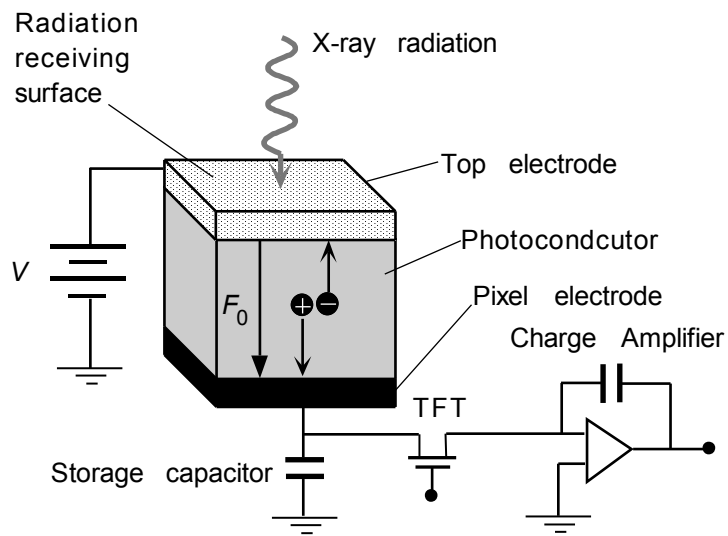 Radiation
receiving
surface
X-ray radiation
Top electrode
Photocondcutor
V
F0
+
−
Pixel electrode
Charge Amplifier
TFT
Storage capacitor